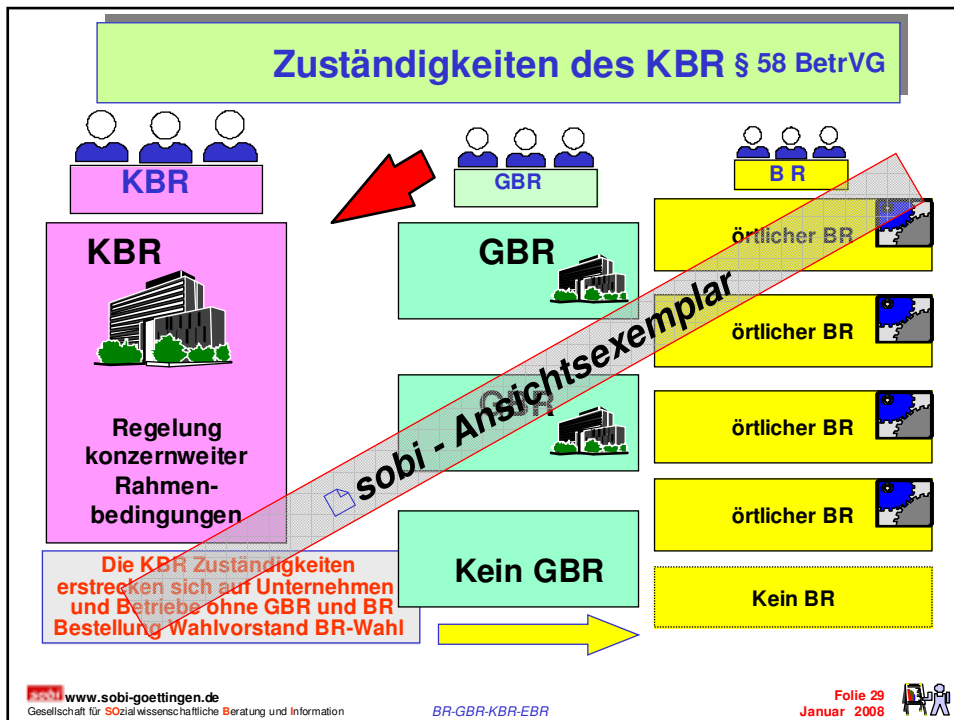 Zuständigkeiten des KBR § 58 BetrVG
KBR
GBR
B R
KBR
Regelung
konzernweiter
Rahmen-
bedingungen
GBR
GBR
Kein GBR
örtlicher BR
örtlicher BR
örtlicher BR
örtlicher BR
Kein BR
sobi - Ansichtsexemplar
Die KBR Zuständigkeiten
erstrecken sich auf Unternehmen
und Betriebe ohne GBR und BR
Bestellung Wahlvorstand BR-Wahl
sobi www.sobi-goettingen.de
Gesellschaft für SOzialwissenschaftliche Beratung und Information
BR-GBR-KBR-EBR
Folie 29
Januar 2008